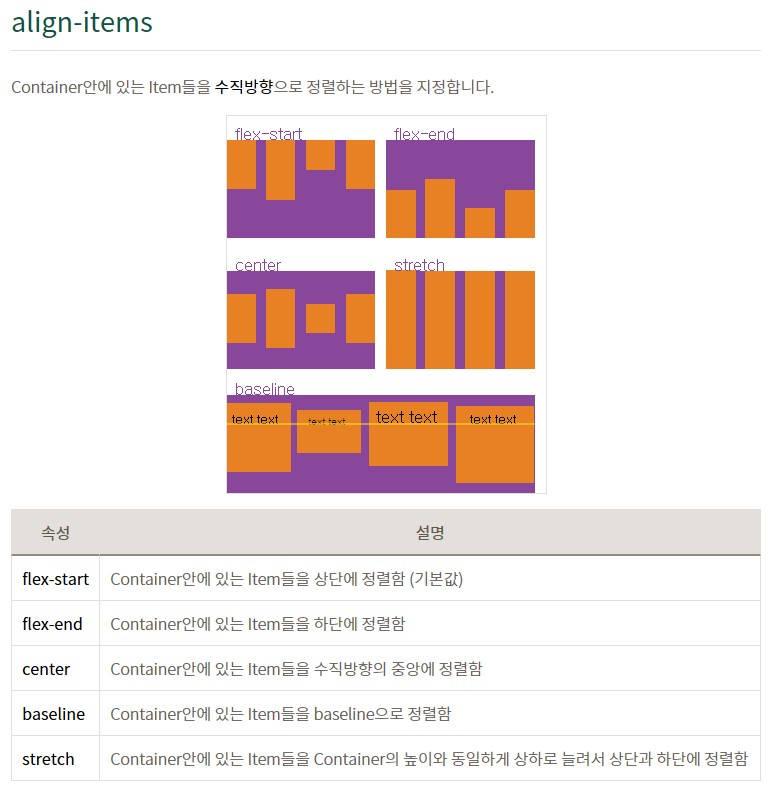 align-items
Container안에 있는 Item들을 수직방향으로 정렬하는 방법을 지정합니다.
flex-start flex-end
center stretch
baseline
text text text text text text text text
속성 설명
flex-start Container안에 있는 Item들을 상단에 정렬함 (기본값)
flex-end Container안에 있는 Item들을 하단에 정렬함
center Container안에 있는 Item들을 수직방향의 중앙에 정렬함
baseline Container안에 있는 Item들을 baseline으로 정렬함
stretch Container안에 있는 Item들을 Container의 높이와 동일하게 상하로 늘려서 상단과 하단에 정렬함